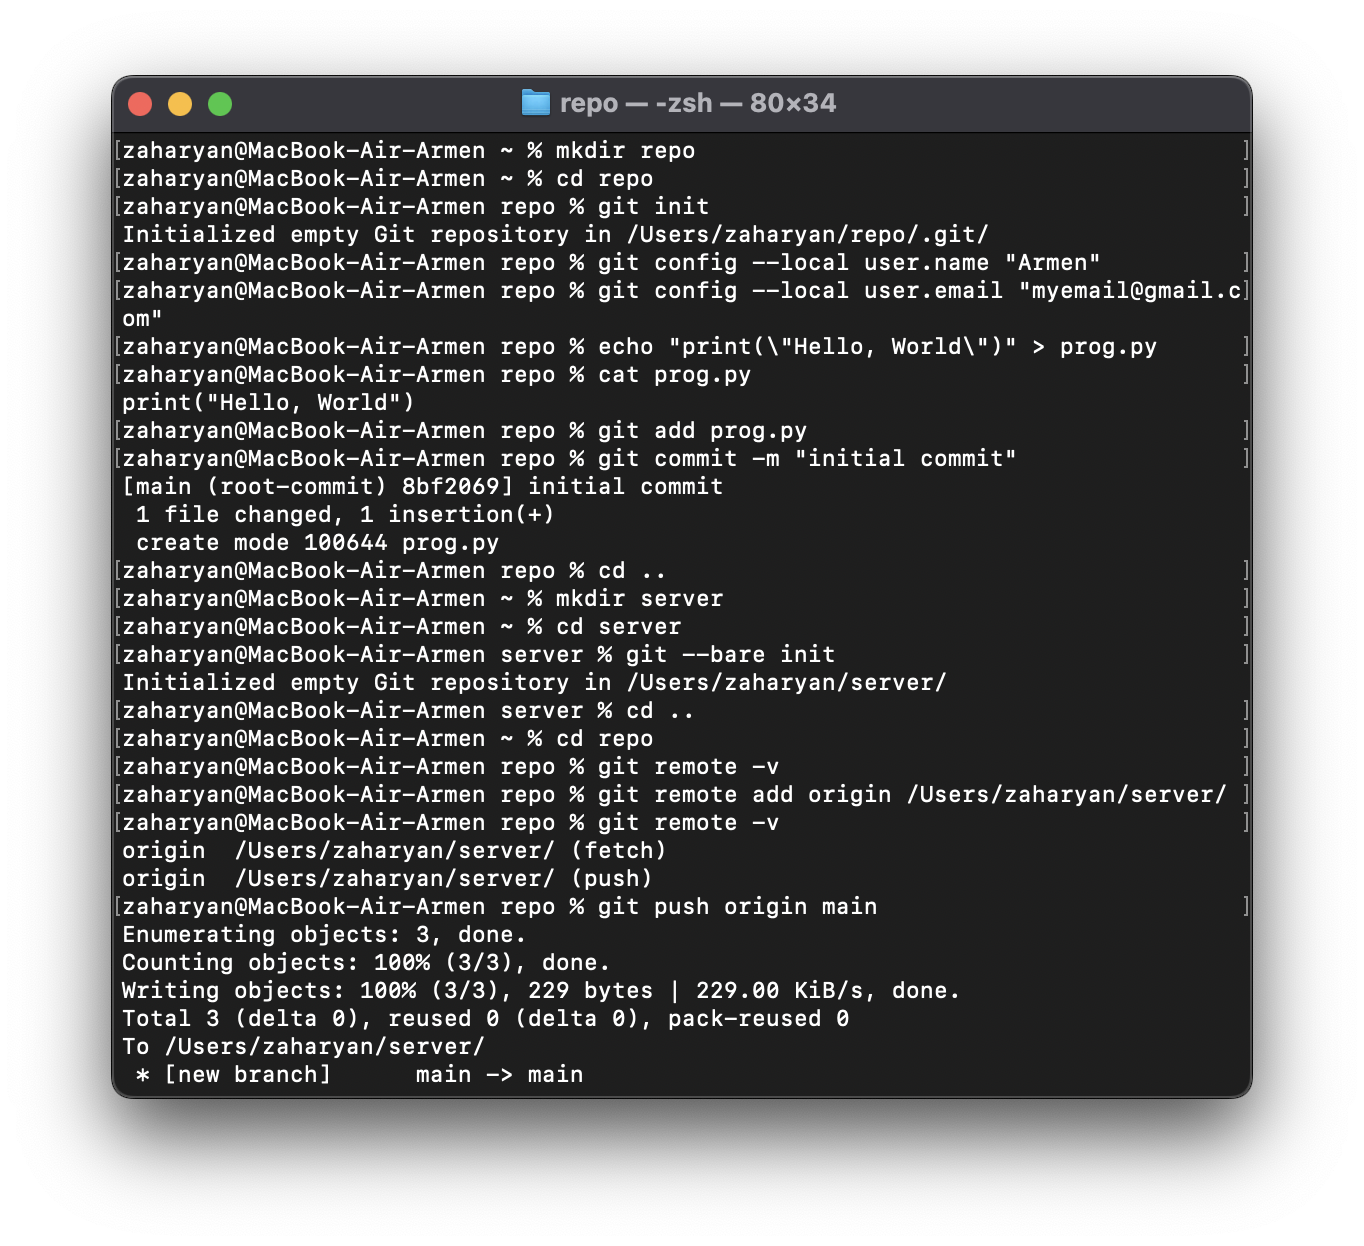 repo — -zsh — 80×34
[zaharyan@MacBook-Air-Armen ~ % mkdir repo ]
[zaharyan@MacBook-Air-Armen ~ % cd repo ]
[zaharyan@MacBook-Air-Armen repo % git init ]
Initialized empty Git repository in /Users/zaharyan/repo/.git/
[zaharyan@MacBook-Air-Armen repo % git config --local user.name "Armen" ]
[zaharyan@MacBook-Air-Armen repo % git config --local user.email "myemail@gmail.c]
om"
[zaharyan@MacBook-Air-Armen repo % echo "print(\"Hello, World\")" > prog.py ]
[zaharyan@MacBook-Air-Armen repo % cat prog.py ]
print("Hello, World")
[zaharyan@MacBook-Air-Armen repo % git add prog.py ]
[zaharyan@MacBook-Air-Armen repo % git commit -m "initial commit" ]
[main (root-commit) 8bf2069] initial commit
 1 file changed, 1 insertion(+)
 create mode 100644 prog.py
[zaharyan@MacBook-Air-Armen repo % cd .. ]
[zaharyan@MacBook-Air-Armen ~ % mkdir server ]
[zaharyan@MacBook-Air-Armen ~ % cd server ]
[zaharyan@MacBook-Air-Armen server % git --bare init ]
Initialized empty Git repository in /Users/zaharyan/server/
[zaharyan@MacBook-Air-Armen server % cd .. ]
[zaharyan@MacBook-Air-Armen ~ % cd repo ]
[zaharyan@MacBook-Air-Armen repo % git remote -v ]
[zaharyan@MacBook-Air-Armen repo % git remote add origin /Users/zaharyan/server/ ]
[zaharyan@MacBook-Air-Armen repo % git remote -v ]
origin  /Users/zaharyan/server/ (fetch)
origin  /Users/zaharyan/server/ (push)
[zaharyan@MacBook-Air-Armen repo % git push origin main ]
Enumerating objects: 3, done.
Counting objects: 100% (3/3), done.
Writing objects: 100% (3/3), 229 bytes | 229.00 KiB/s, done.
Total 3 (delta 0), reused 0 (delta 0), pack-reused 0
To /Users/zaharyan/server/
 * [new branch]      main -> main